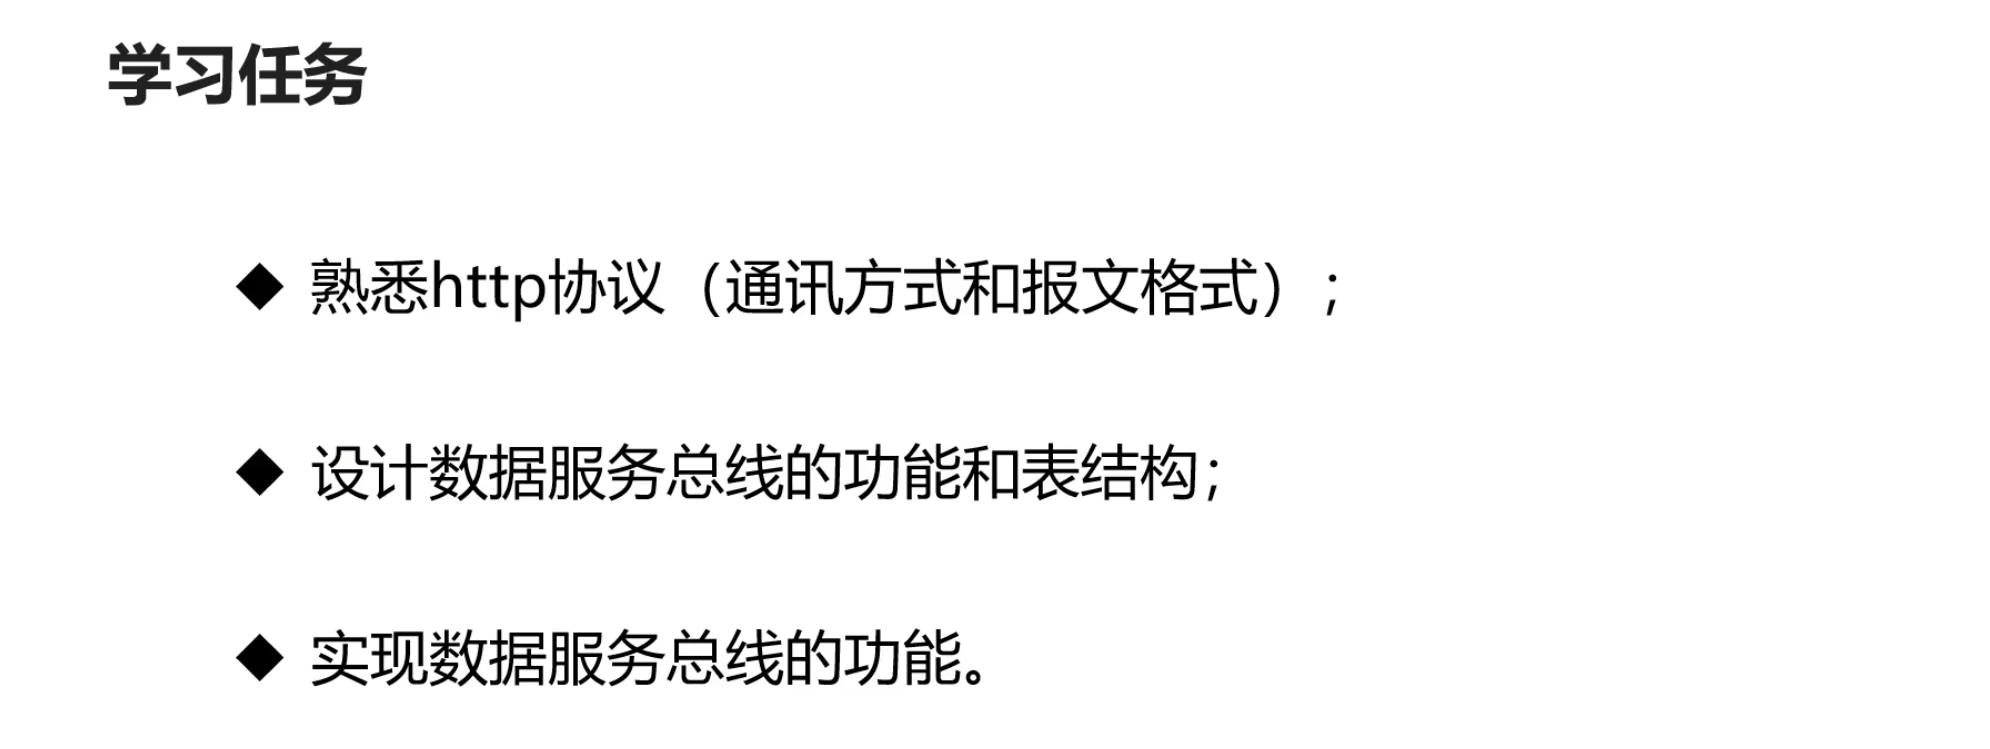 学习任务
◆ 熟悉http协议（通讯方式和报文格式）；
◆ 设计数据服务总线的功能和表结构；
◆ 实现数据服务总线的功能。